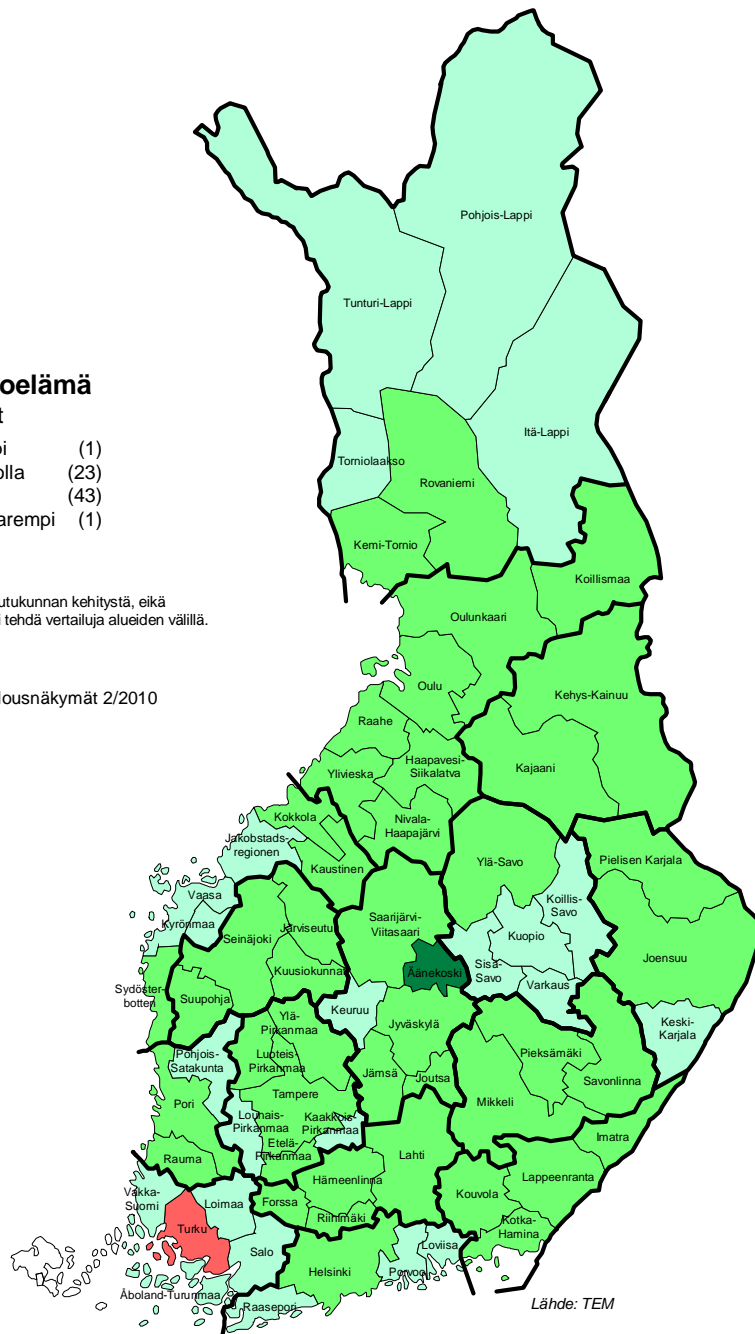 oelämä
t
oi (1)
olla (23)
(43)
arempi (1)
utukunnan kehitystä, eikä
i tehdä vertailuja alueiden välillä.
lousnäkymät 2/2010
Pohjois-Lappi
Tunturi-Lappi
Itä-Lappi
Torniolaakso
Rovaniemi
Kemi-Tornio
Koillismaa
Oulunkaari
Oulu
Kehys-Kainuu
Raahe
Haapavesi-
Siikalatva
Kajaani
Ylivieska
Nivala-
Haapajärvi
Kokkola
Jakobstads-
regionen
Kaustinen
Ylä-Savo
Pielisen Karjala
Vaasa
Koillis-
Savo
Kyrönmaa
Saarijärvi-
Viitasaari
Seinäjoki
Järviseutu
Kuopio
Joensuu
Kuusiokunnat
Äänekoski
Sisä-
Savo
Varkaus
Sydöster-
botten
Suupohja
Keuruu
Ylä-
Pirkanmaa
Jyväskylä
Keski-
Karjala
Pohjois-
Satakunta
Luoteis-
Pirkanmaa
Pieksämäki
Jämsä
Joutsa
Savonlinna
Tampere
Mikkeli
Pori
Lounais-
Pirkanmaa
Kaakkois-
Pirkanmaa
Etelä-
Pirkanmaa
Imatra
Lahti
Rauma
Lappeenranta
Hämeenlinna
Kouvola
Vakka-
Suomi
Loimaa
Forssa
Riihimäki
Kotka-
Hamina
Turku
Salo
Loviisa
Helsinki
Porvoo
Åboland-Turunmaa
Raasepori
Lähde: TEM